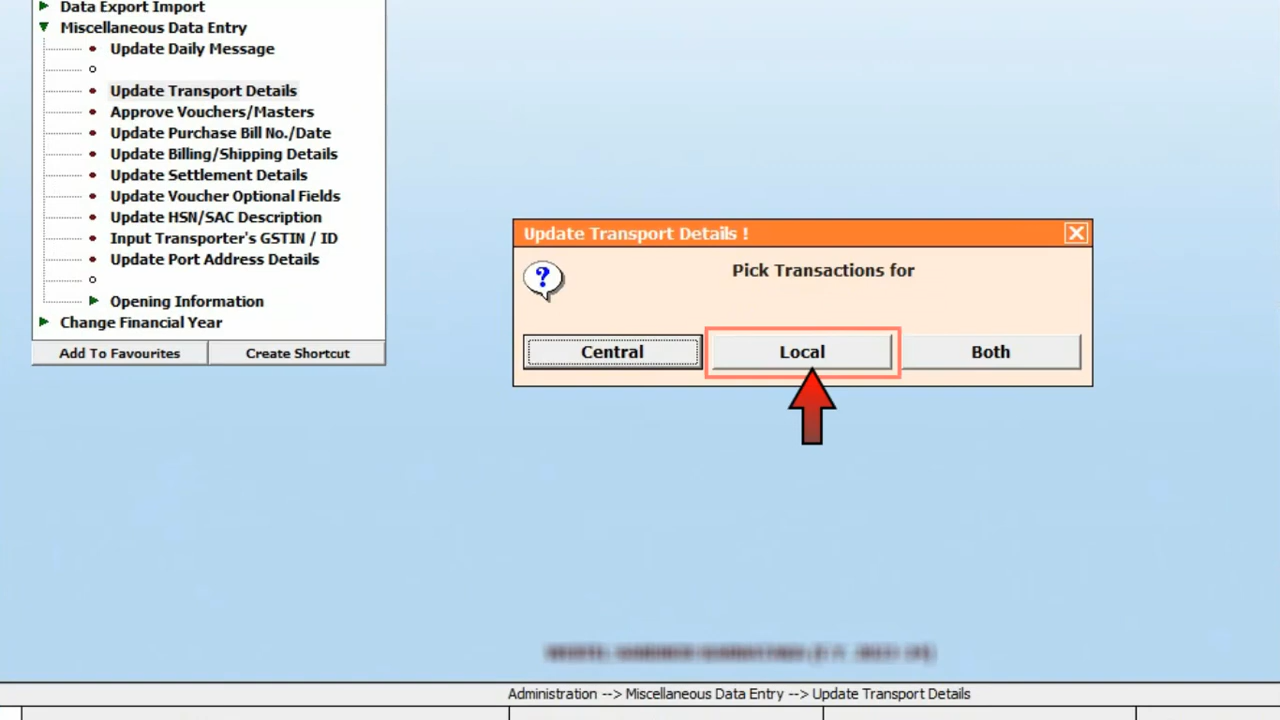 Data Export Import
Miscellaneous Data Entry
Update Daily Message
Update Transport Details
Approve Vouchers/Masters
Update Purchase Bill No./Date
Update Billing/Shipping Details
Update Settlement Details
Update Voucher Optional Fields
Update HSN/SAC Description
Input Transporter's GSTIN / ID
Update Port Address Details
Opening Information
Change Financial Year
Add To Favourites Create Shortcut
Update Transport Details !
?
Pick Transactions for
Central Local Both
Administration --> Miscellaneous Data Entry --> Update Transport Details